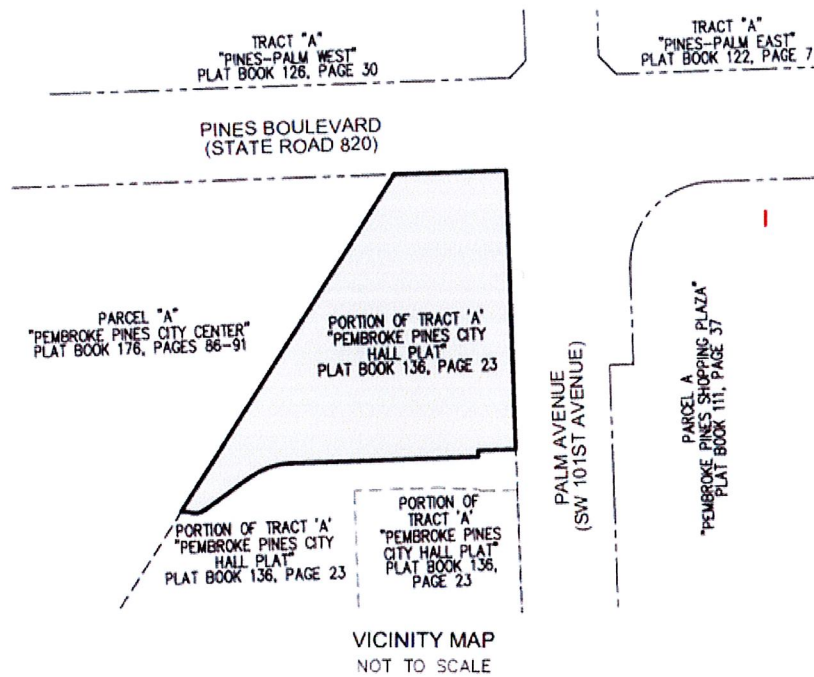 TRACT "A"
"PINES-PALM WEST"
PLAT BOOK 126, PAGE 30
TRACT "A"
"PINES-PALM EAST"
PLAT BOOK 122, PAGE 7
PINES BOULEVARD
(STATE ROAD 820)
PARCEL "A"
"PEMBROKE PINES CITY CENTER"
PLAT BOOK 176, PAGES 86-91
PORTION OF TRACT 'A'
"PEMBROKE PINES CITY
HALL PLAT"
PLAT BOOK 136, PAGE 23
PALM AVENUE
(SW 101ST AVENUE)
PARCEL A
"PEMBROKE PINES SHOPPING PLAZA"
PLAT BOOK 111, PAGE 37
PORTION OF TRACT 'A'
"PEMBROKE PINES CITY
HALL PLAT"
PLAT BOOK 136, PAGE 23
PORTION OF
TRACT 'A'
"PEMBROKE PINES
CITY HALL PLAT"
PLAT BOOK 136,
PAGE 23
VICINITY MAP
NOT TO SCALE